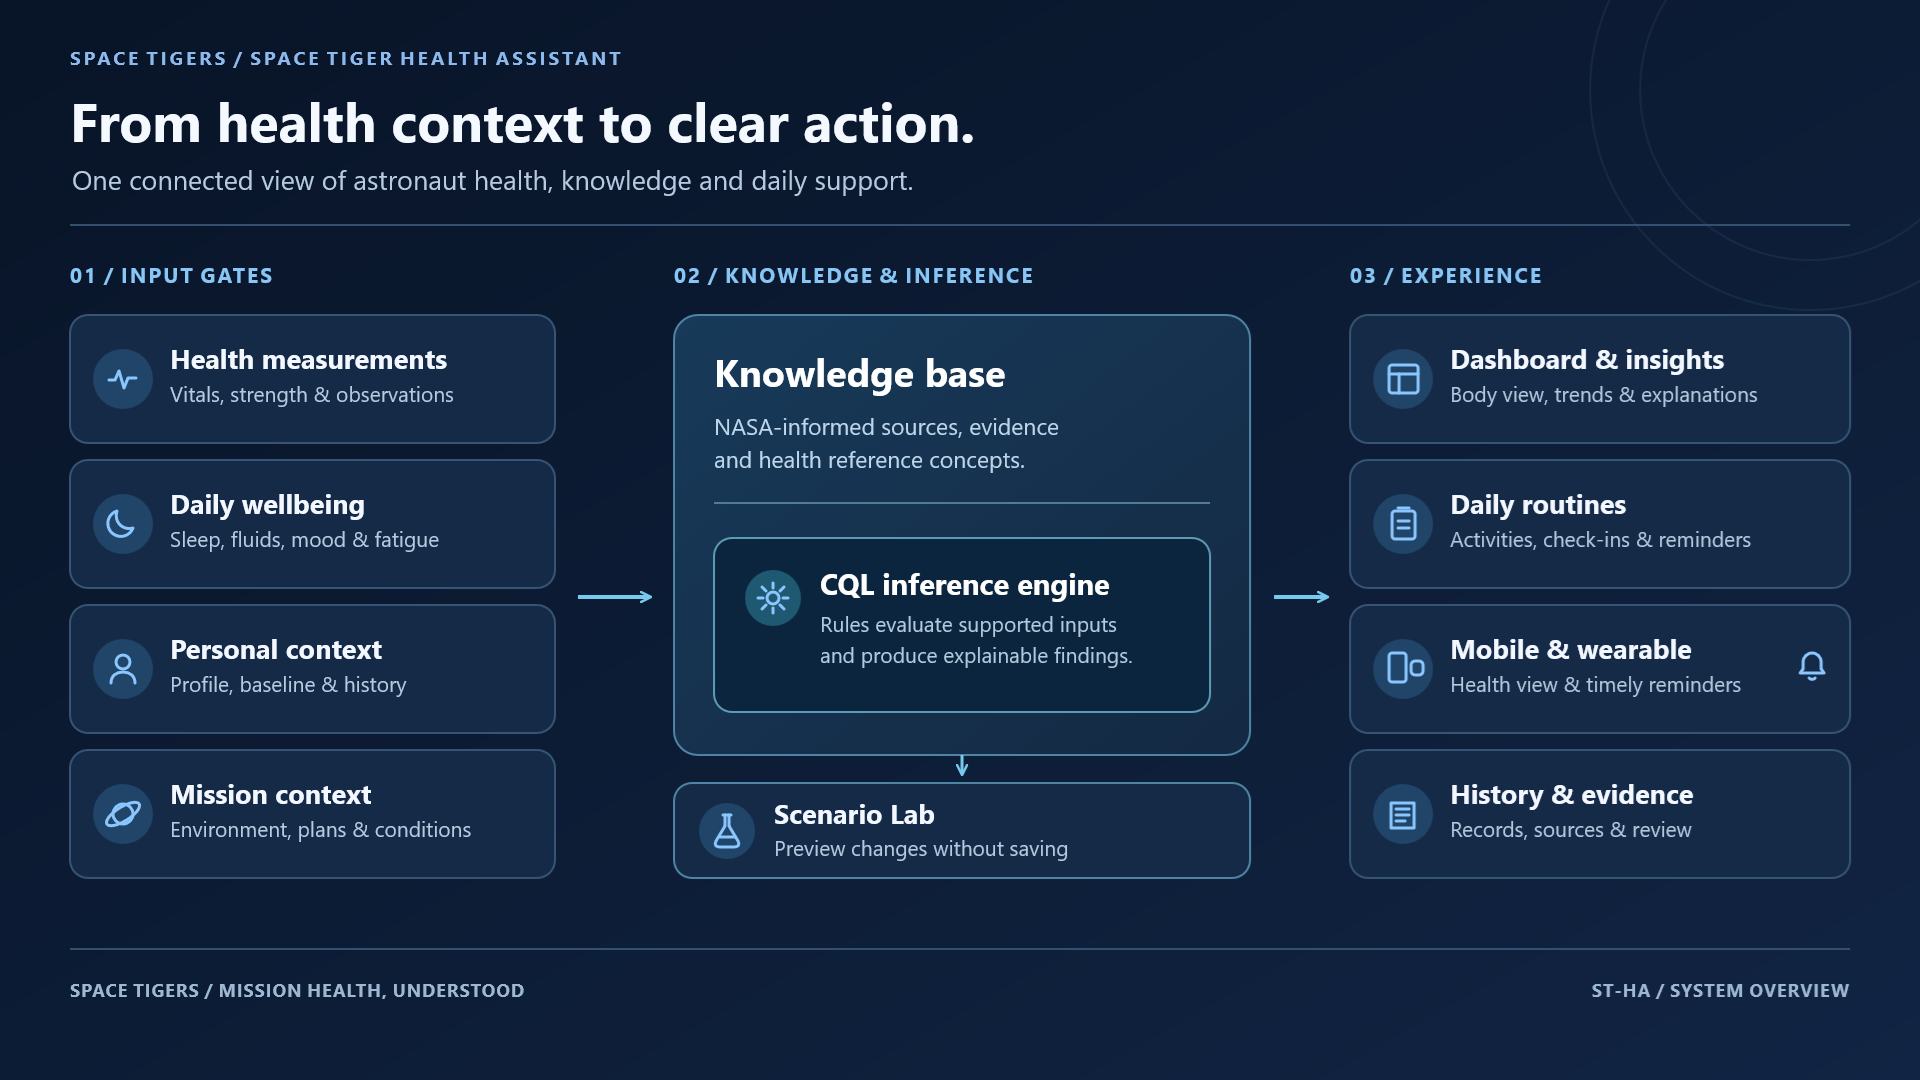 SPACE TIGERS / SPACE TIGER HEALTH ASSISTANT
From health context to clear action.
One connected view of astronaut health, knowledge and daily support.
01 / INPUT GATES
Health measurements
Vitals, strength & observations
Daily wellbeing
Sleep, fluids, mood & fatigue
Personal context
Profile, baseline & history
Mission context
Environment, plans & conditions
02 / KNOWLEDGE & INFERENCE
Knowledge base
NASA-informed sources, evidence
and health reference concepts.
CQL inference engine
Rules evaluate supported inputs
and produce explainable findings.
Scenario Lab
Preview changes without saving
03 / EXPERIENCE
Dashboard & insights
Body view, trends & explanations
Daily routines
Activities, check-ins & reminders
Mobile & wearable
Health view & timely reminders
History & evidence
Records, sources & review
SPACE TIGERS / MISSION HEALTH, UNDERSTOOD
ST-HA / SYSTEM OVERVIEW